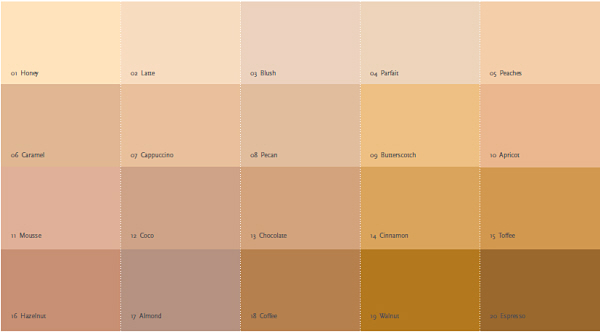 01 Honey
02 Latte
03 Blush
04 Parfait
05 Peaches
06 Caramel
07 Cappuccino
08 Pecan
09 Butterscotch
10 Apricot
11 Mousse
12 Coco
13 Chocolate
14 Cinnamon
15 Toffee
16 Hazelnut
17 Almond
18 Coffee
19 Walnut
20 Espresso